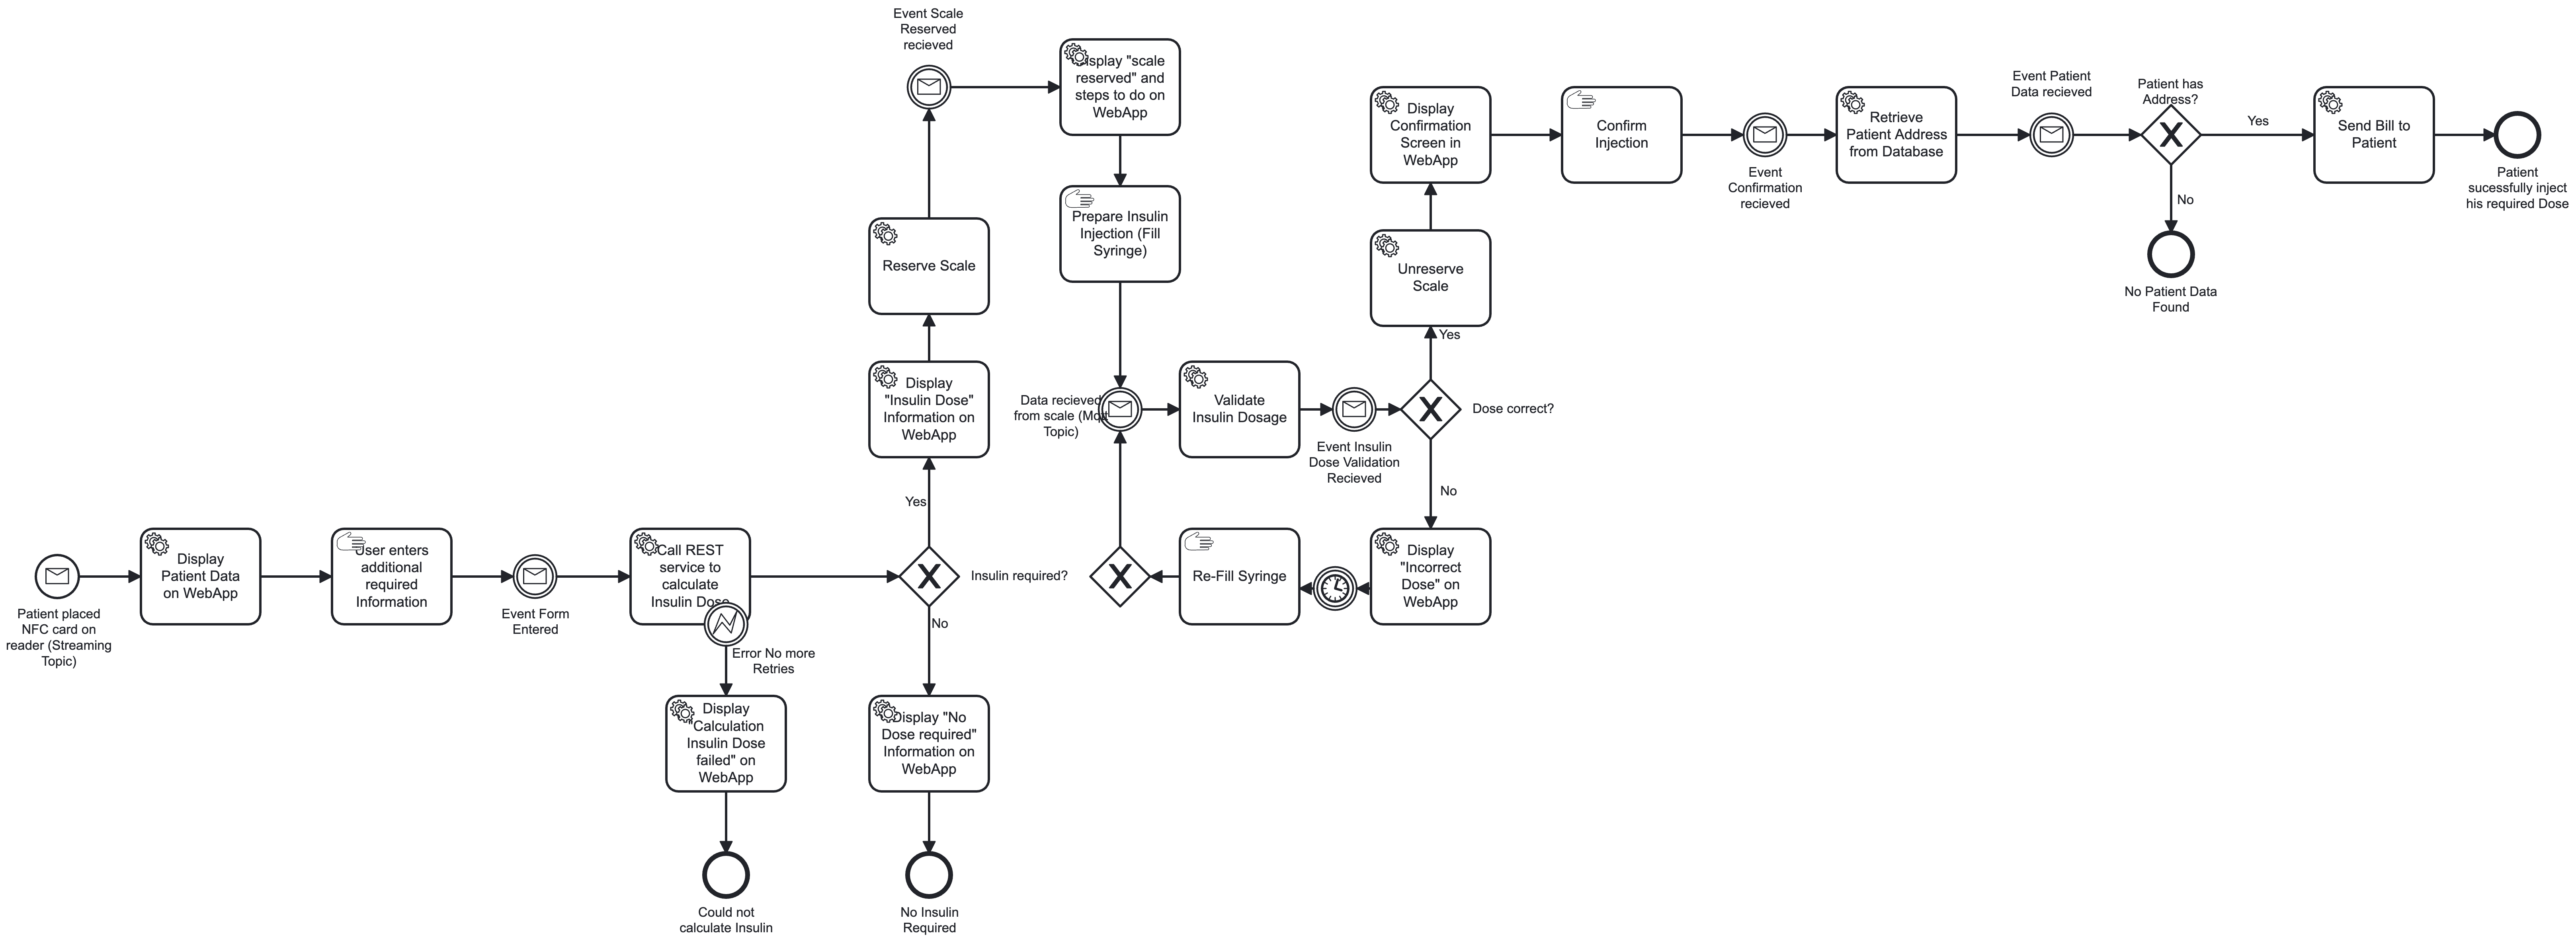 Event Scale
Reserved
recieved
Display "scale
reserved" and
steps to do on
WebApp
Reserve Scale
Prepare Insulin
Injection (Fill
Syringe)
Display
"Insulin Dose"
Information on
WebApp
Yes
Data recieved
from scale (Mqtt
Topic)
Validate
Insulin Dosage
Event Insulin
Dose Validation
Recieved
Dose correct?
Yes
No
Unreserve
Scale
Display
Confirmation
Screen in
WebApp
Confirm
Injection
Event
Confirmation
recieved
Retrieve
Patient Address
from Database
Event Patient
Data recieved
Patient has
Address?
Yes
No
No Patient Data
Found
Send Bill to
Patient
Patient
sucessfully inject
his required Dose
Patient placed
NFC card on
reader (Streaming
Topic)
Display
Patient Data
on WebApp
User enters
additional
required
Information
Event Form
Entered
Call REST
service to
calculate
Insulin Dose
Error No more
Retries
Insulin required?
No
Re-Fill Syringe
Display
"Incorrect
Dose" on
WebApp
Display
"Calculation
Insulin Dose
failed" on
WebApp
Display "No
Dose required"
Information on
WebApp
Could not
calculate Insulin
No Insulin
Required